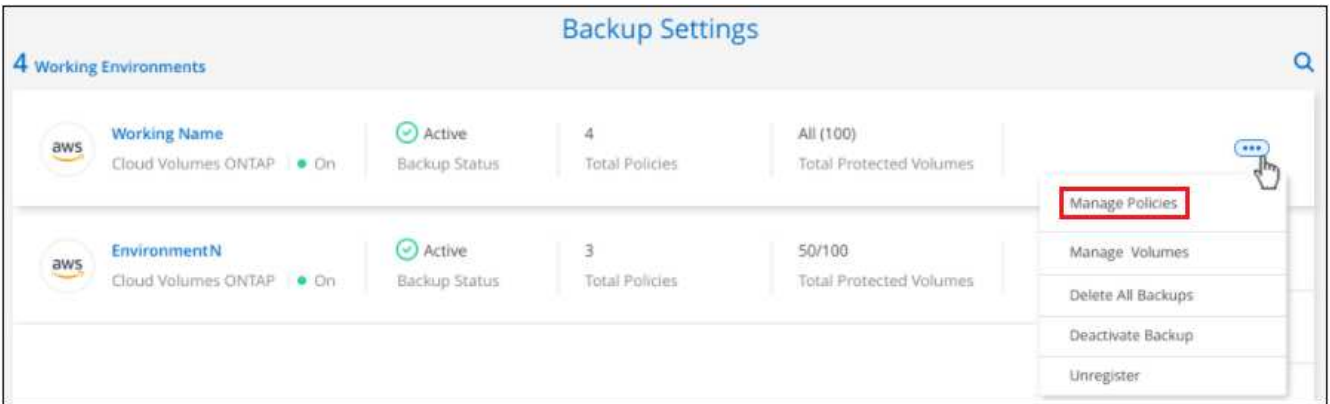 Backup Settings
4 Working Environments
aws
Working Name
Cloud Volumes ONTAP
On
Active
Backup Status
4
Total Policies
All (100)
Total Protected Volumes
Manage Policies
Manage Volumes
Delete All Backups
Deactivate Backup
Unregister
aws
EnvironmentN
Cloud Volumes ONTAP
On
Active
Backup Status
3
Total Policies
50/100
Total Protected Volumes